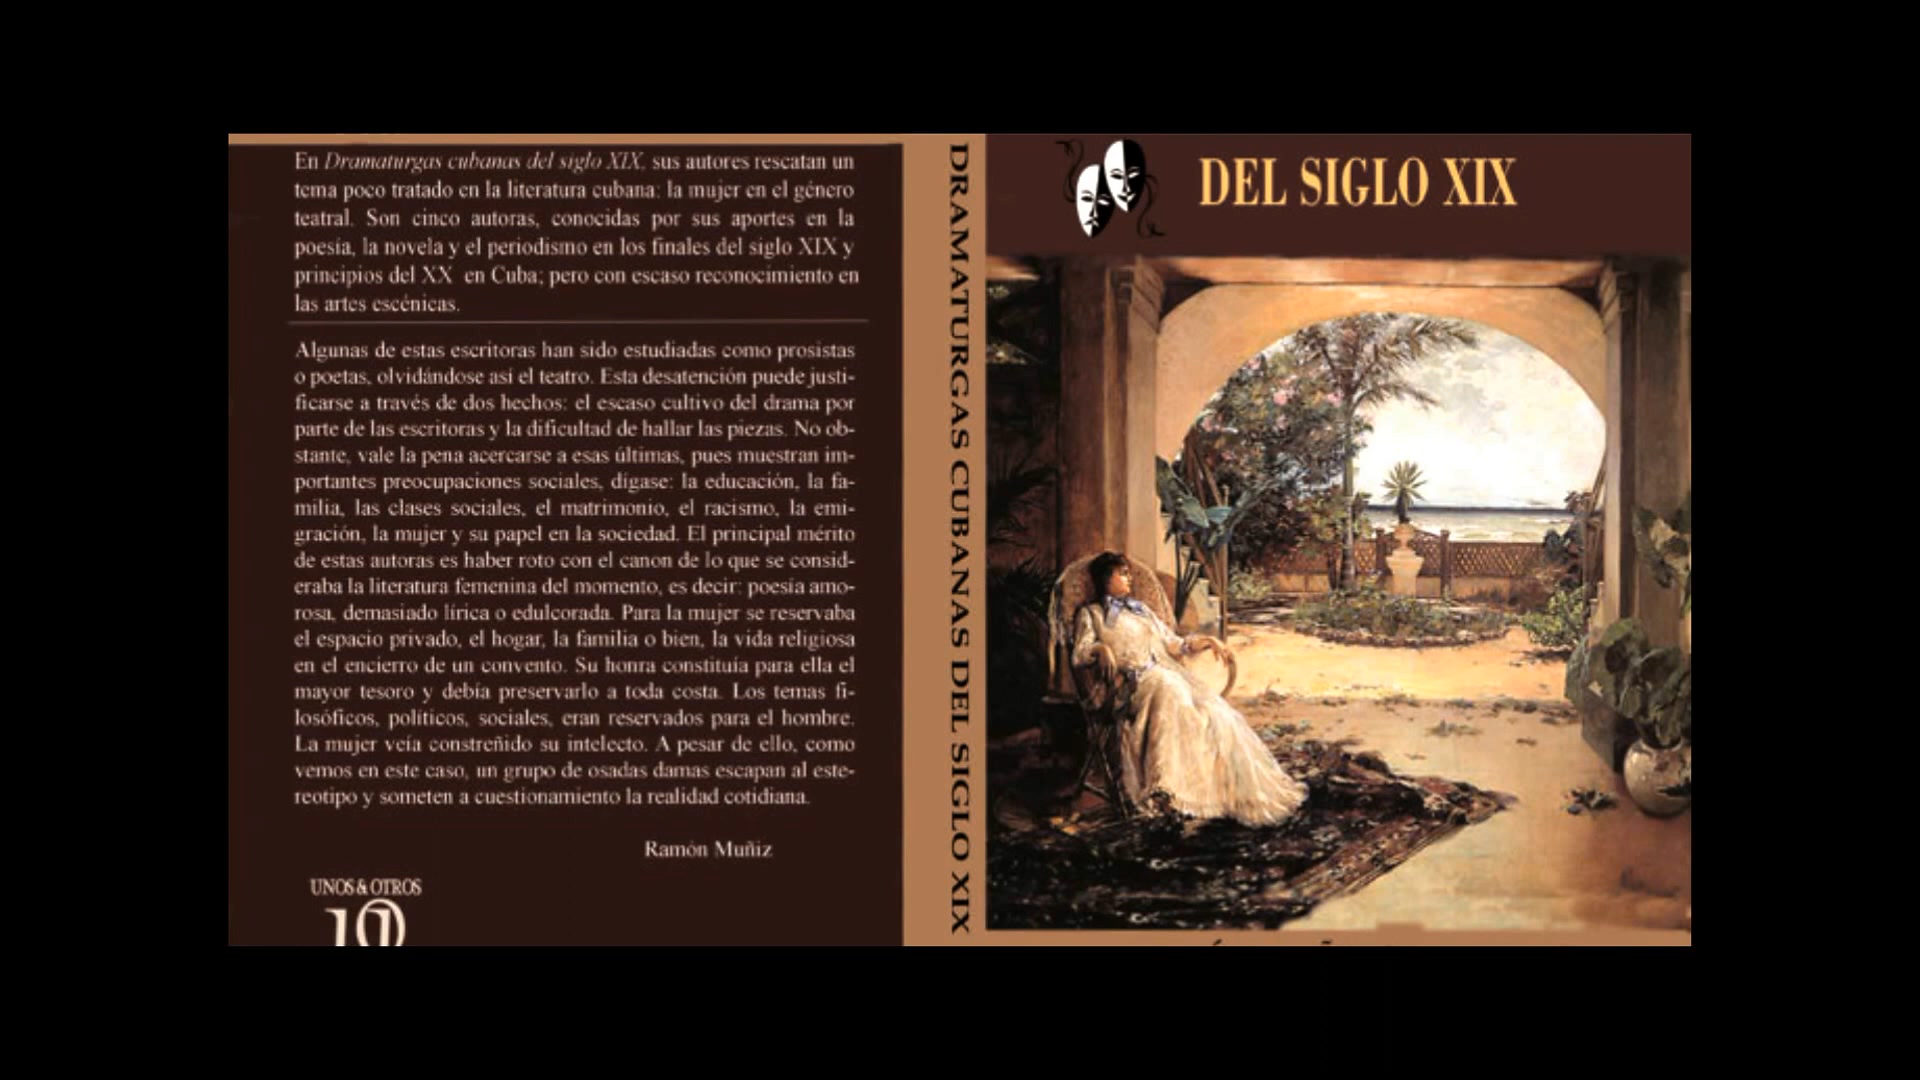 En Dramaturgas cubanas del siglo XIX, sus autores rescatan un
tema poco tratado en la literatura cubana: la mujer en el género
teatral. Son cinco autoras, conocidas por sus aportes en la
poesía, la novela y el periodismo en los finales del siglo XIX y
principios del XX en Cuba; pero con escaso reconocimiento en
las artes escénicas.
Algunas de estas escritoras han sido estudiadas como prosistas
o poetas, olvidándose así el teatro. Esta desatención puede justi-
ficarse a través de dos hechos: el escaso cultivo del drama por
parte de las escritoras y la dificultad de hallar las piezas. No ob-
stante, vale la pena acercarse a esas últimas, pues muestran im-
portantes preocupaciones sociales, dígase: la educación, la fa-
milia, las clases sociales, el matrimonio, el racismo, la emi-
gración, la mujer y su papel en la sociedad. El principal mérito
de estas autoras es haber roto con el canon de lo que se consid-
eraba la literatura femenina del momento, es decir: poesía amo-
rosa, demasiado lírica o edulcorada. Para la mujer se reservaba
el espacio privado, el hogar, la familia o bien, la vida religiosa
en el encierro de un convento. Su honra constituía para ella el
mayor tesoro y debía preservarlo a toda costa. Los temas fi-
losóficos, políticos, sociales, eran reservados para el hombre.
La mujer veía constreñido su intelecto. A pesar de ello, como
vemos en este caso, un grupo de osadas damas escapan al este-
reotipo y someten a cuestionamiento la realidad cotidiana.
Ramón Muñiz
UNOS & OTROS
DRAMATURGAS CUBANAS DEL SIGLO XIX
DEL SIGLO XIX